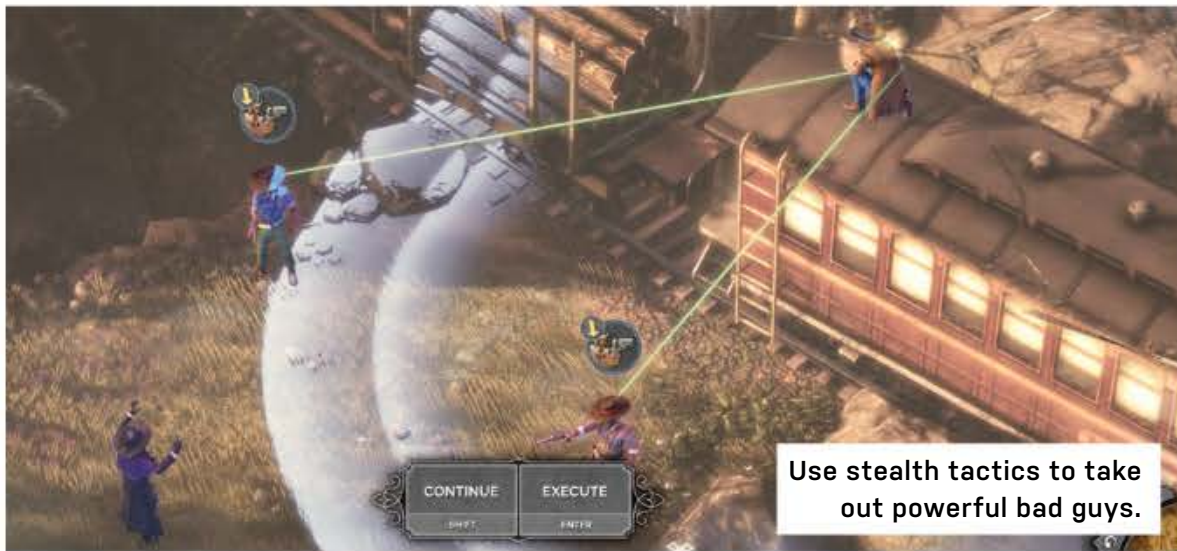 CONTINUE
SHIFT
EXECUTE
ENTER
Use stealth tactics to take
out powerful bad guys.